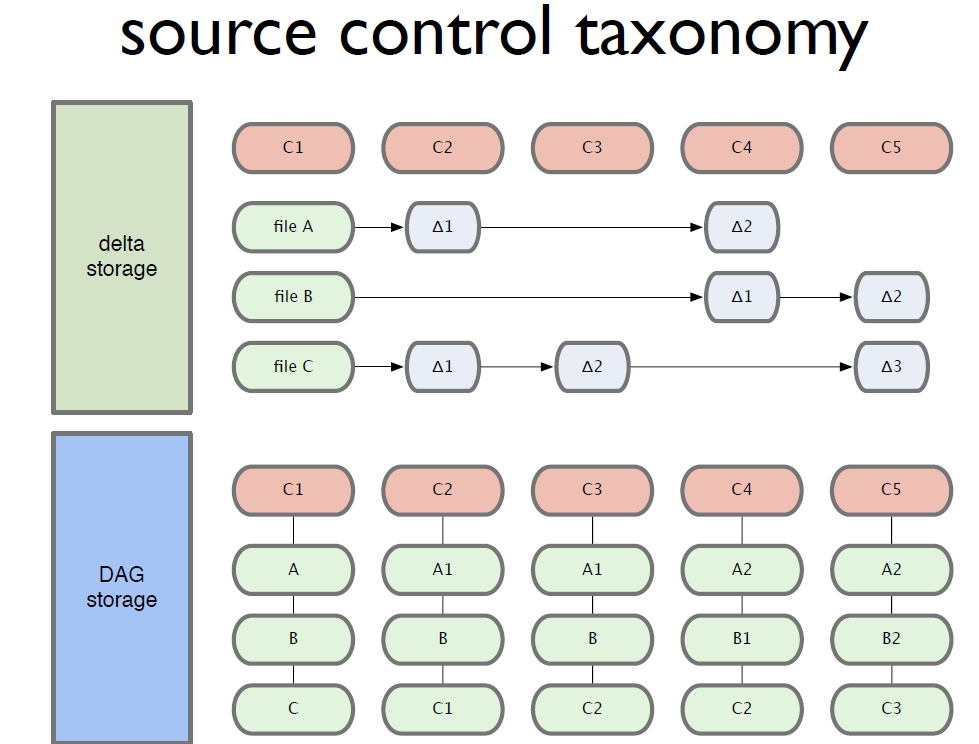 source control taxonomy
delta
storage
C1 C2 C3 C4 C5
file A Δ1 Δ2
file B Δ1 Δ2
file C Δ1 Δ2 Δ3
DAG
storage
C1 C2 C3 C4 C5
A A1 A1 A2 A2
B B B B1 B2
C C1 C2 C2 C3